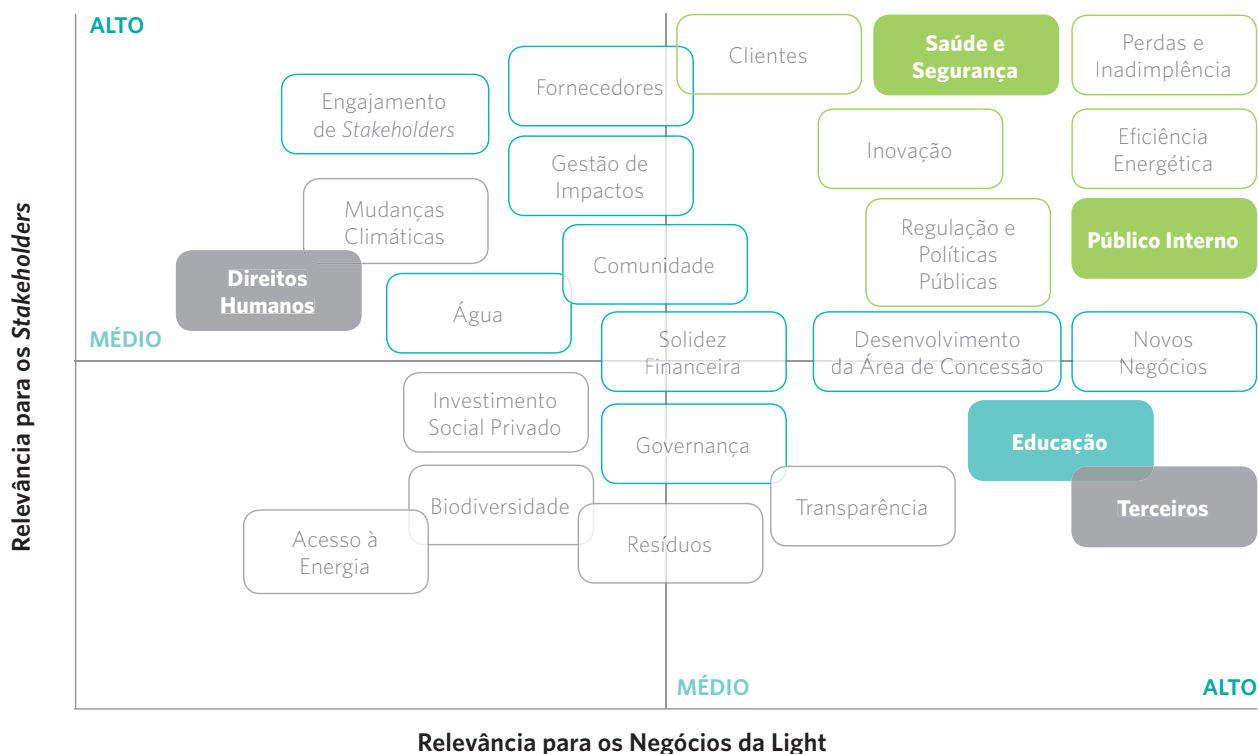 ALTO
Clientes
Saúde e
Segurança
Perdas e
Inadimplência
Fornecedores
Engajamento
de Stakeholders
Inovação
Eficiência
Energética
Gestão de
Impactos
Mudanças
Climáticas
Regulação e
Políticas
Públicas
Público Interno
Comunidade
Direitos
Humanos
Água
MÉDIO
Solidez
Financeira
Desenvolvimento
da Área de Concessão
Novos
Negócios
Investimento
Social Privado
Governança
Educação
Biodiversidade
Transparência
Terceiros
Acesso à
Energia
Resíduos
MÉDIO
ALTO
Relevância para os Stakeholders
Relevância para os Negócios da Light